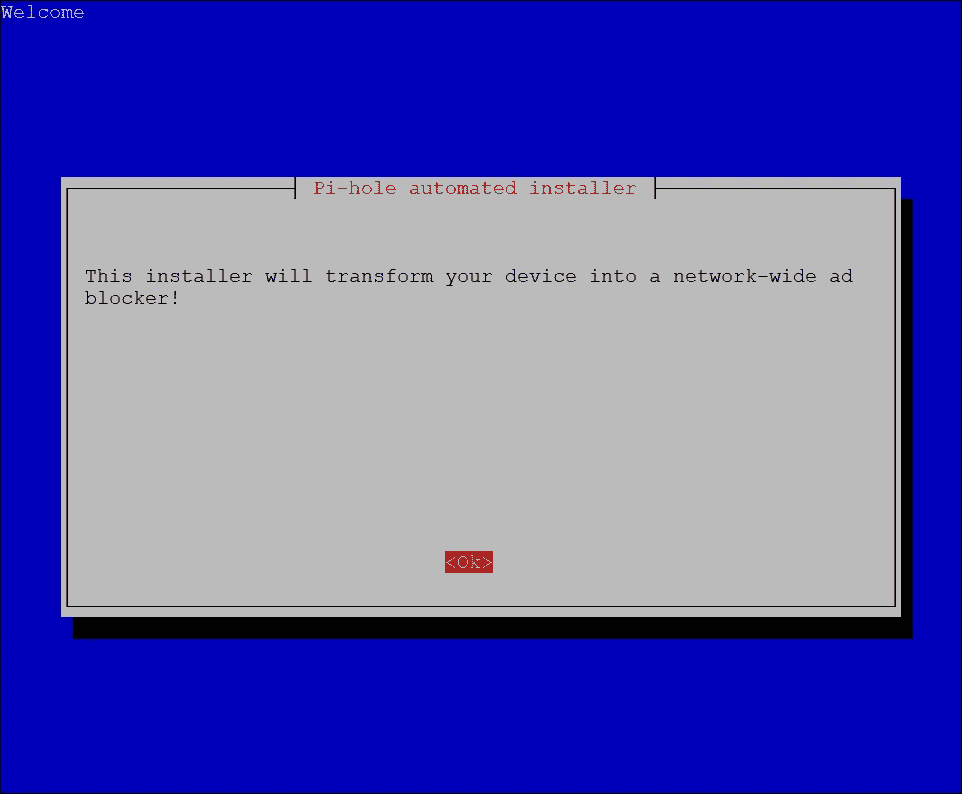 Welcome
Pi-hole automated installer
This installer will transform your device into a network-wide ad
blocker!
<Ok>